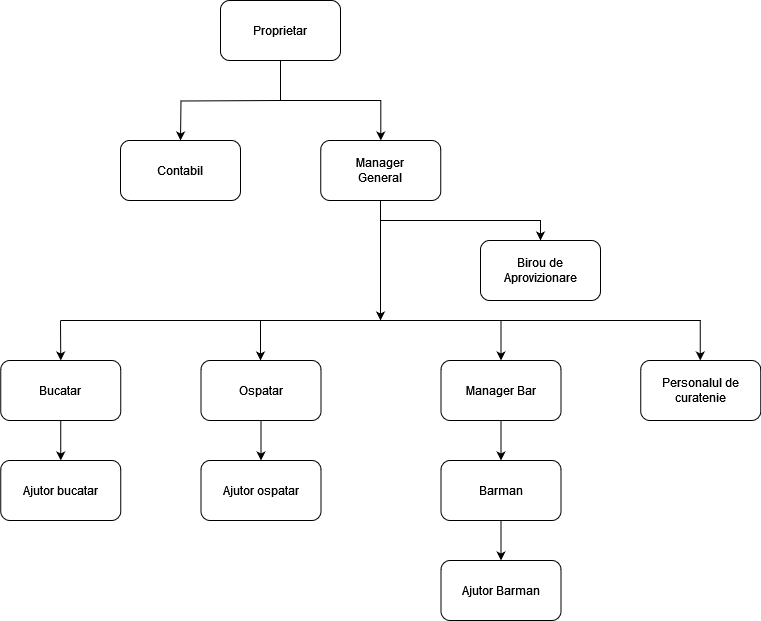 Proprietar
Contabil
Manager
General
Birou de
Aprovizionare
Bucatar
Ospatar
Manager Bar
Personalul de
curatenie
Ajutor bucatar
Ajutor ospatar
Barman
Ajutor Barman